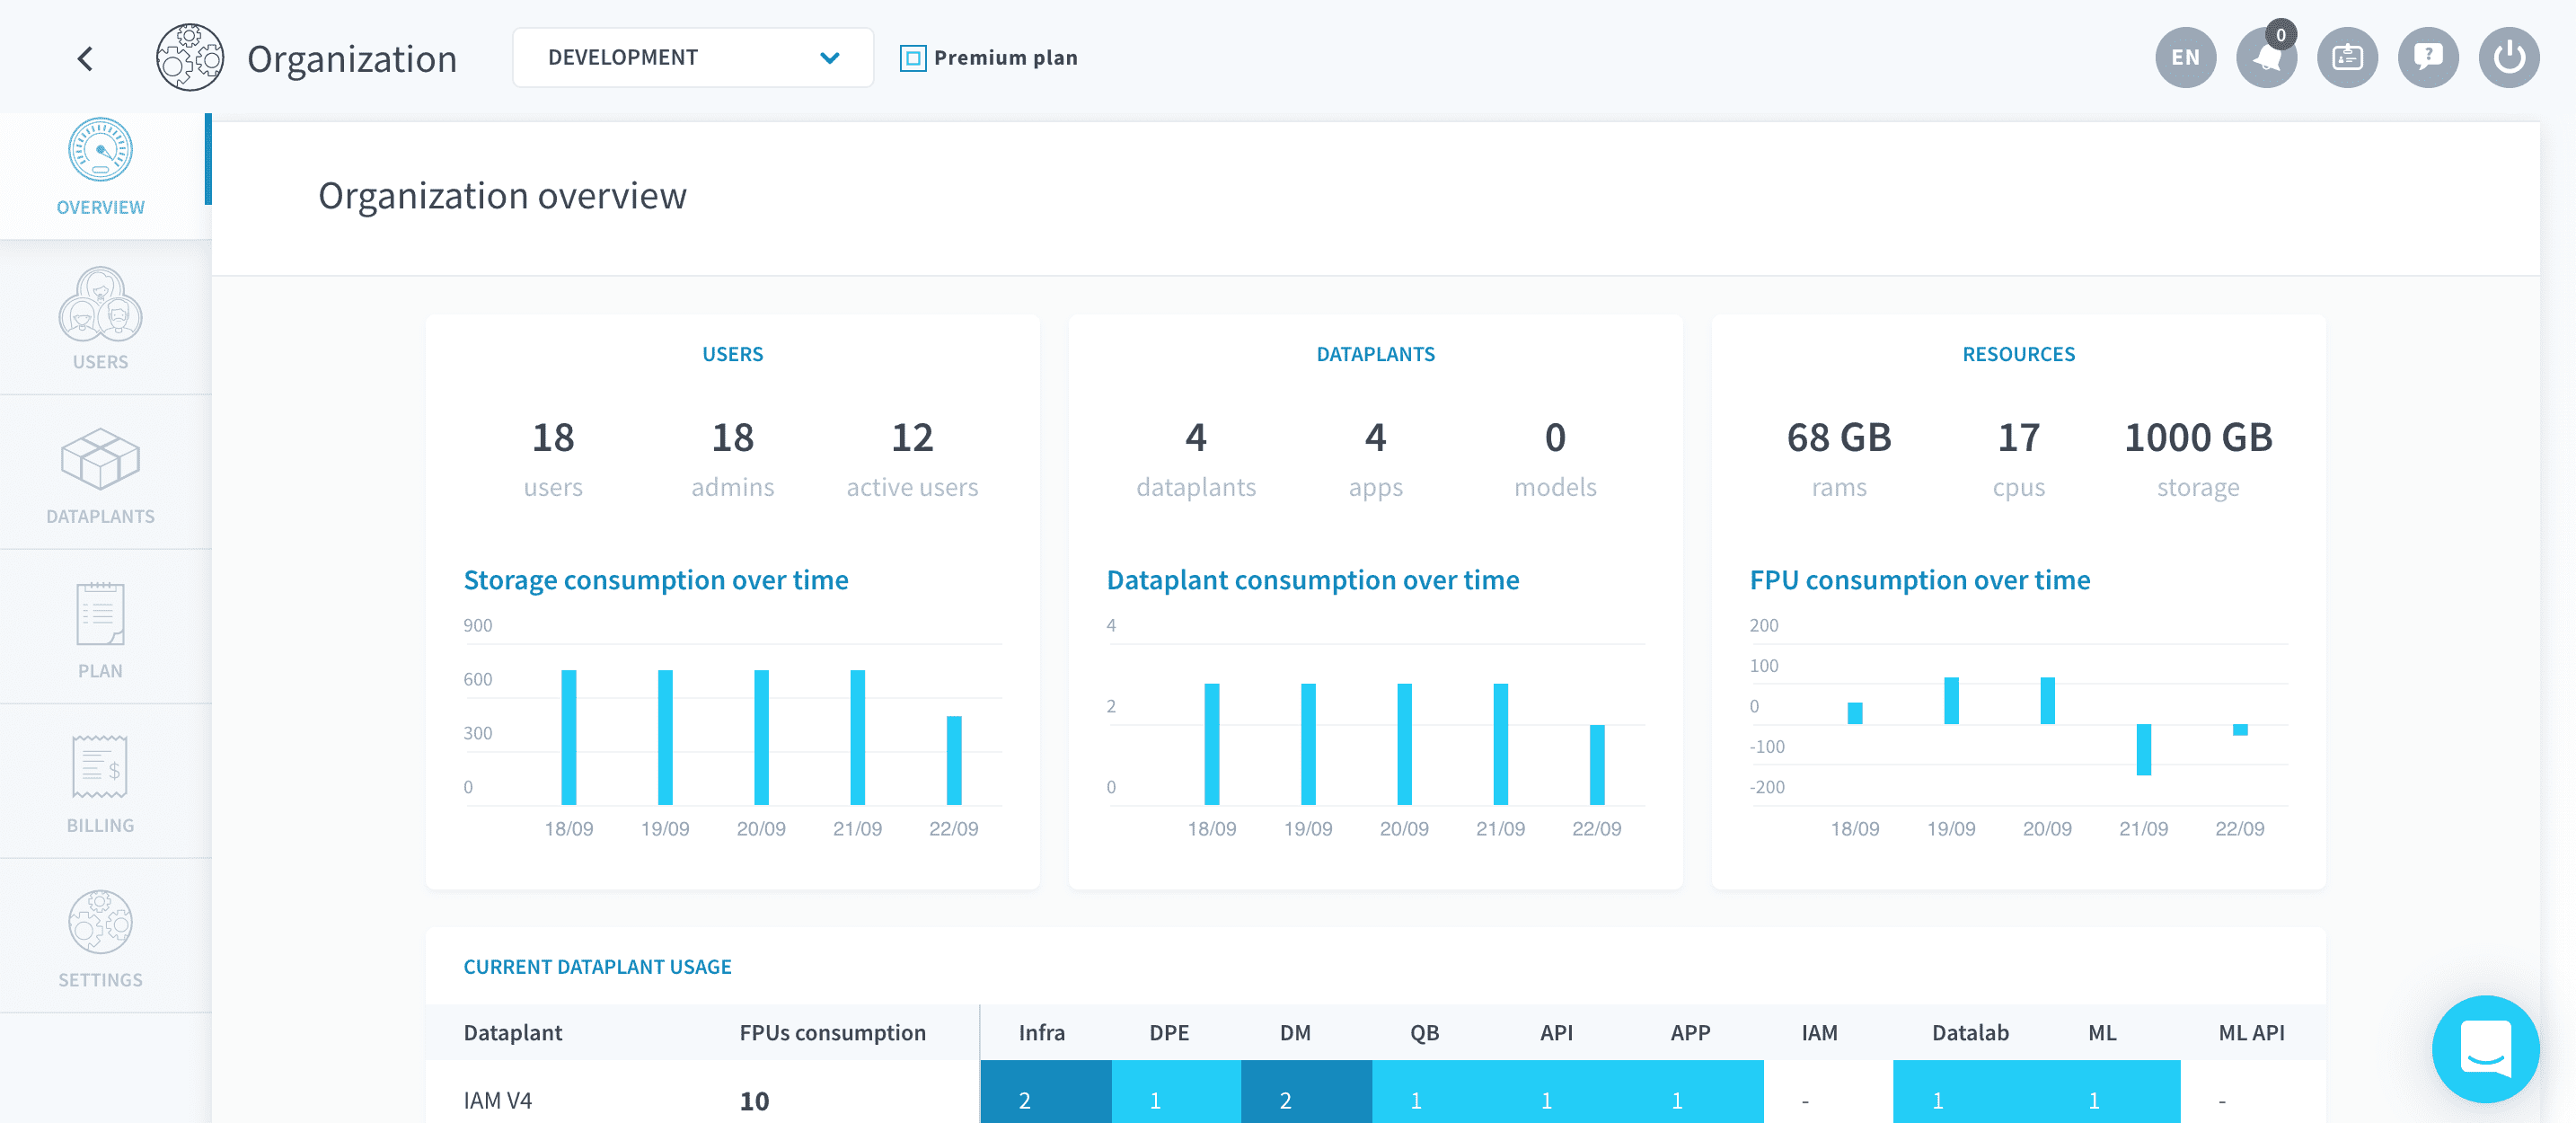 Organization
DEVELOPMENT
Premium plan
EN
0
?
OVERVIEW
USERS
DATAPLANTS
PLAN
$
BILLING
SETTINGS
Organization overview
USERS
18 18 12
users admins active users
Storage consumption over time
900
600
300
0
18/09 19/09 20/09 21/09 22/09
DATAPLANTS
4 4 0
dataplants apps models
Dataplant consumption over time
4
2
0
18/09 19/09 20/09 21/09 22/09
RESOURCES
68 GB 17 1000 GB
rams cpus storage
FPU consumption over time
200
100
0
-100
-200
18/09 19/09 20/09 21/09 22/09
CURRENT DATAPLANT USAGE
Dataplant FPUs consumption Infra DPE DM QB API APP IAM Datalab ML ML API
IAM V4 10 2 1 2 1 1 1 - 1 1 -